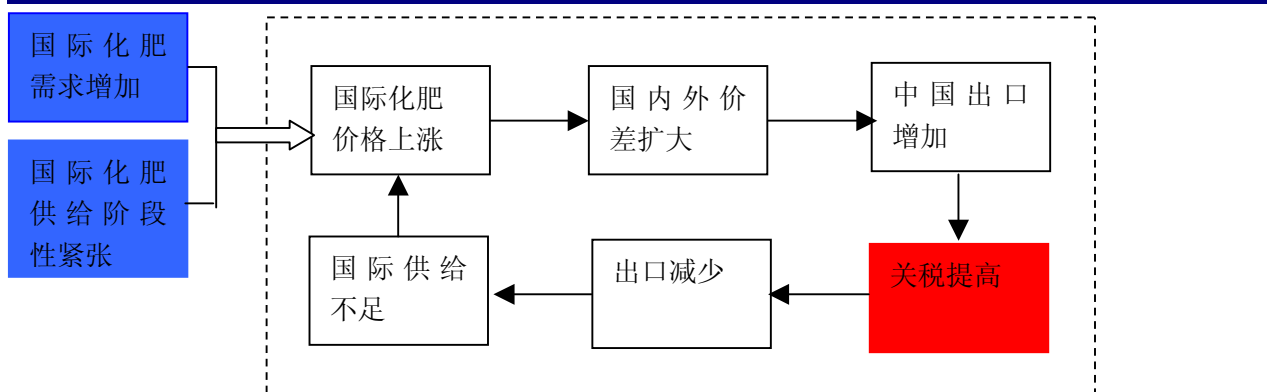 国际化肥
需求增加
国际化肥
供给阶段
性紧张
国际化肥
价格上涨
国内外价
差扩大
中国出口
增加
关税提高
出口减少
国际供给
不足